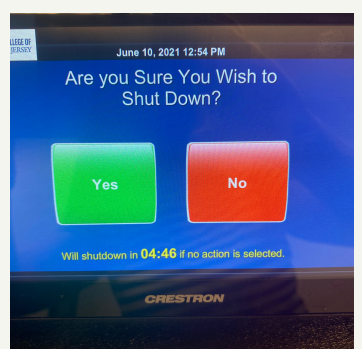 LLEGE OF
JERSEY
June 10, 2021 12:54 PM
Are you Sure You Wish to
Shut Down?
Yes
No
Will shutdown in 04:46 if no action is selected.
CRESTRON